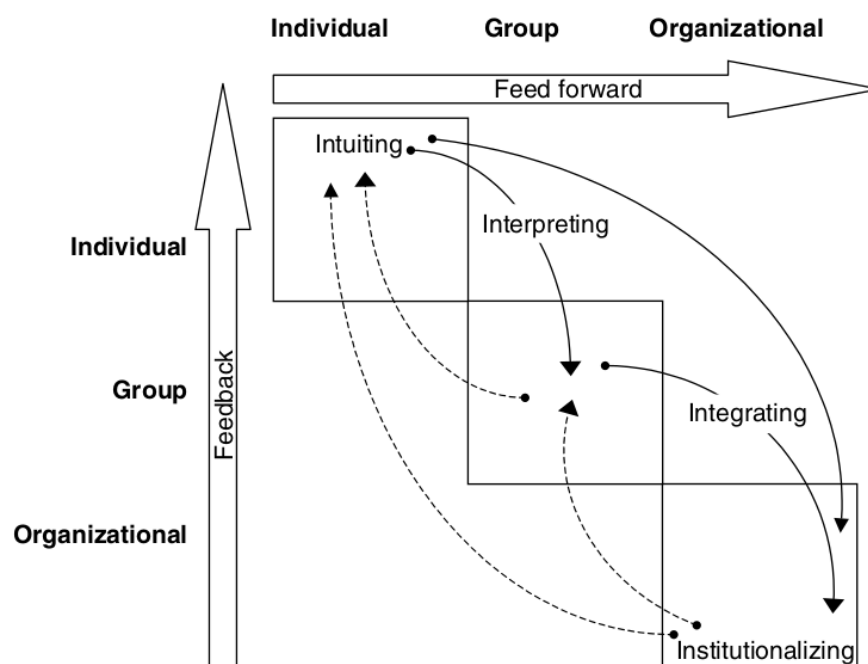 Individual Group Organizational
Feed forward
Intuiting
Interpreting
Individual
Feedback
Group
Integrating
Organizational
Institutionalizing